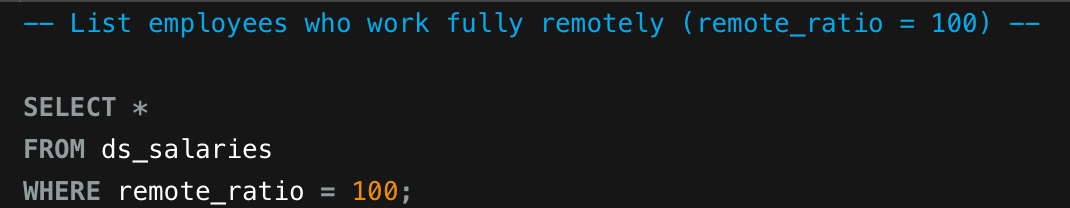 -- List employees who work fully remotely (remote_ratio = 100) --
SELECT *
FROM ds_salaries
WHERE remote_ratio = 100;